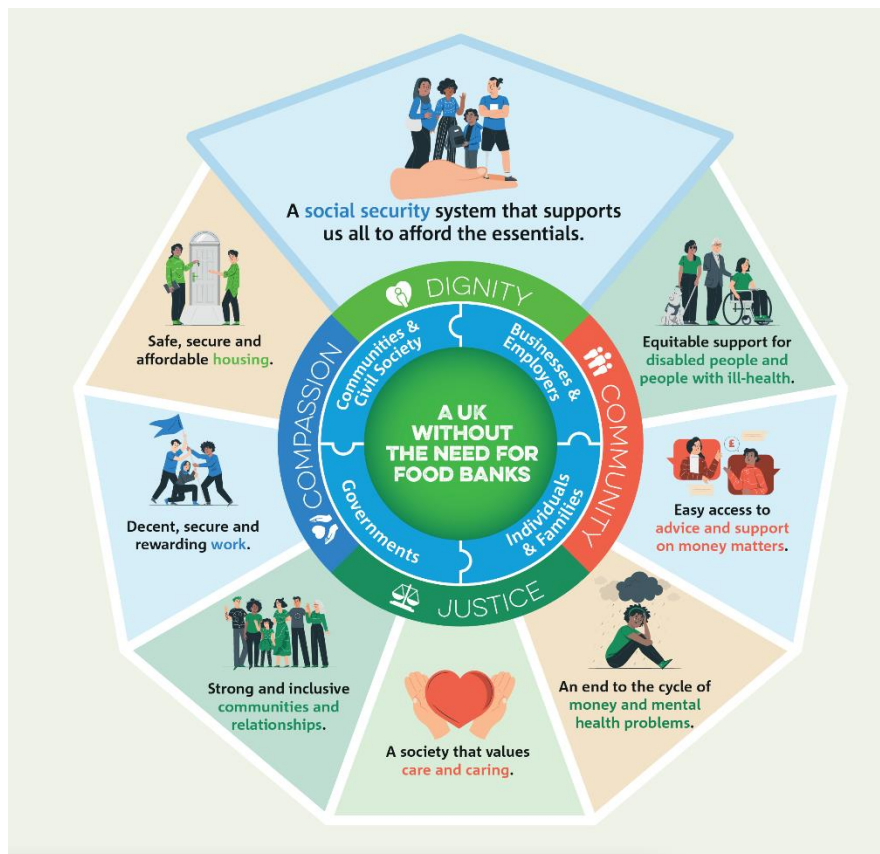 A social security system that supports
us all to afford the essentials.
Safe, secure and
affordable housing.
Equitable support for
disabled people and
people with ill-health.
DIGNITY
COMPASSION
COMMUNITY
JUSTICE
Communities &
Civil Society
Businesses &
Employers
Governments
Individuals
& Families
A UK
WITHOUT
THE NEED FOR
FOOD BANKS
Decent, secure and
rewarding work.
£
Easy access to
advice and support
on money matters.
Strong and inclusive
communities and
relationships.
A society that values
care and caring.
An end to the cycle of
money and mental
health problems.